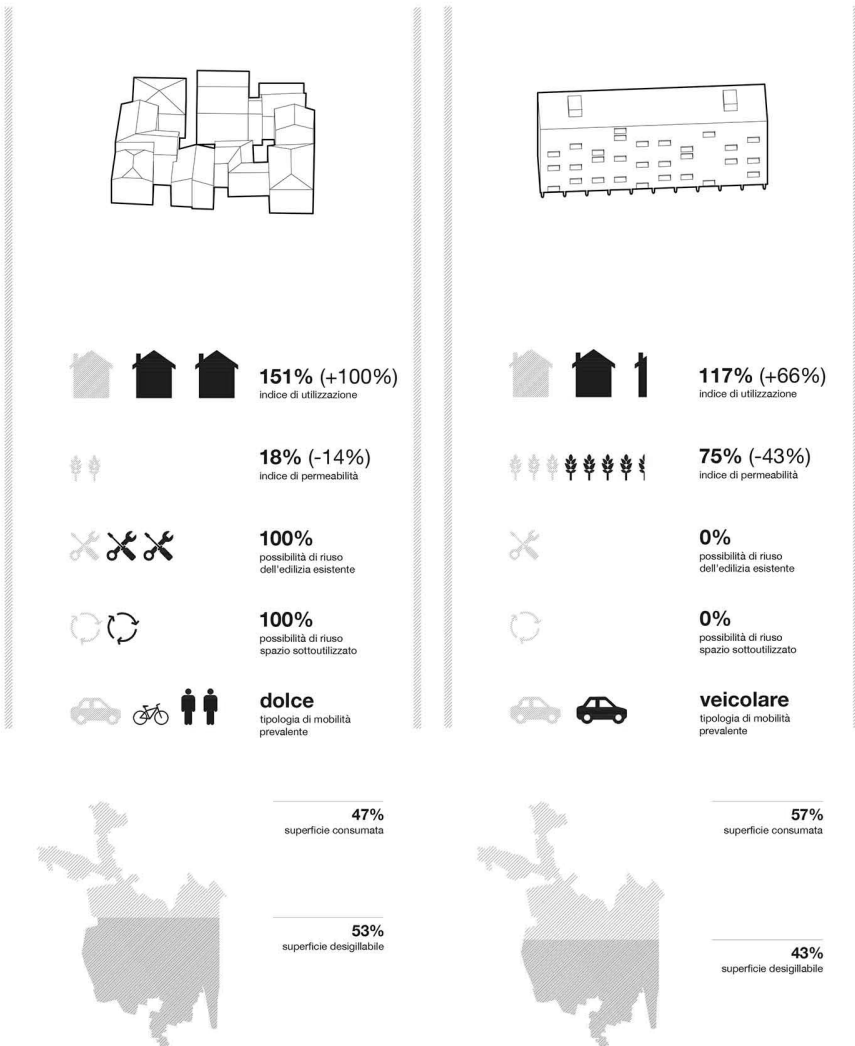 151% (+100%)
indice di utilizzazione
18% (-14%)
indice di permeabilità
100%
possibilità di riuso
dell'edilizia esistente
100%
possibilità di riuso
spazio sottoutilizzato
dolce
tipologia di mobilità
prevalente
47%
superficie consumata
53%
superficie desigillabile
117% (+66%)
indice di utilizzazione
75% (-43%)
indice di permeabilità
0%
possibilità di riuso
dell'edilizia esistente
0%
possibilità di riuso
spazio sottoutilizzato
veicolare
tipologia di mobilità
prevalente
57%
superficie consumata
43%
superficie desigillabile